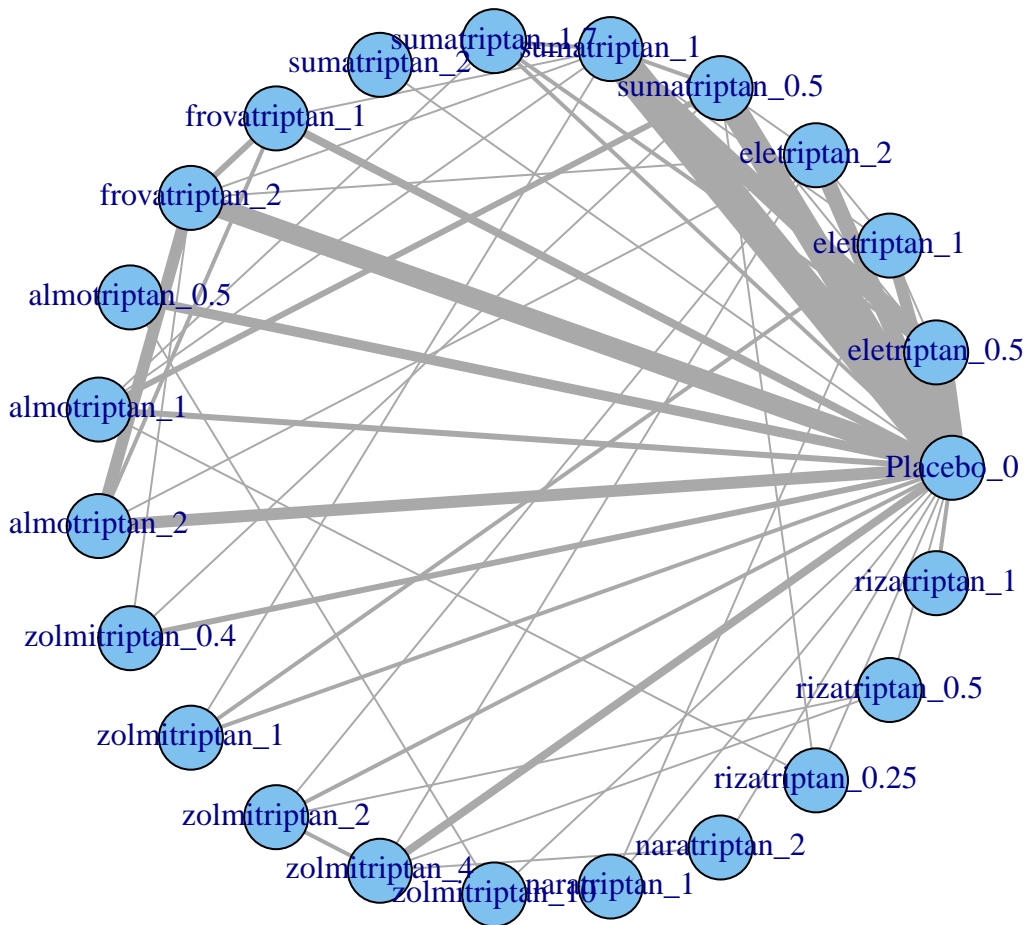 sumatriptan_1.7
sumatriptan_1
sumatriptan_2
sumatriptan_0.5
frovatriptan_1
eletriptan_2
frovatriptan_2
eletriptan_1
almotriptan_0.5
eletriptan_0.5
almotriptan_1
Placebo_0
almotriptan_2
rizatriptan_1
zolmitriptan_0.4
rizatriptan_0.5
zolmitriptan_1
rizatriptan_0.25
zolmitriptan_2
naratriptan_2
zolmitriptan_4
zolmitriptan_10
naratriptan_1